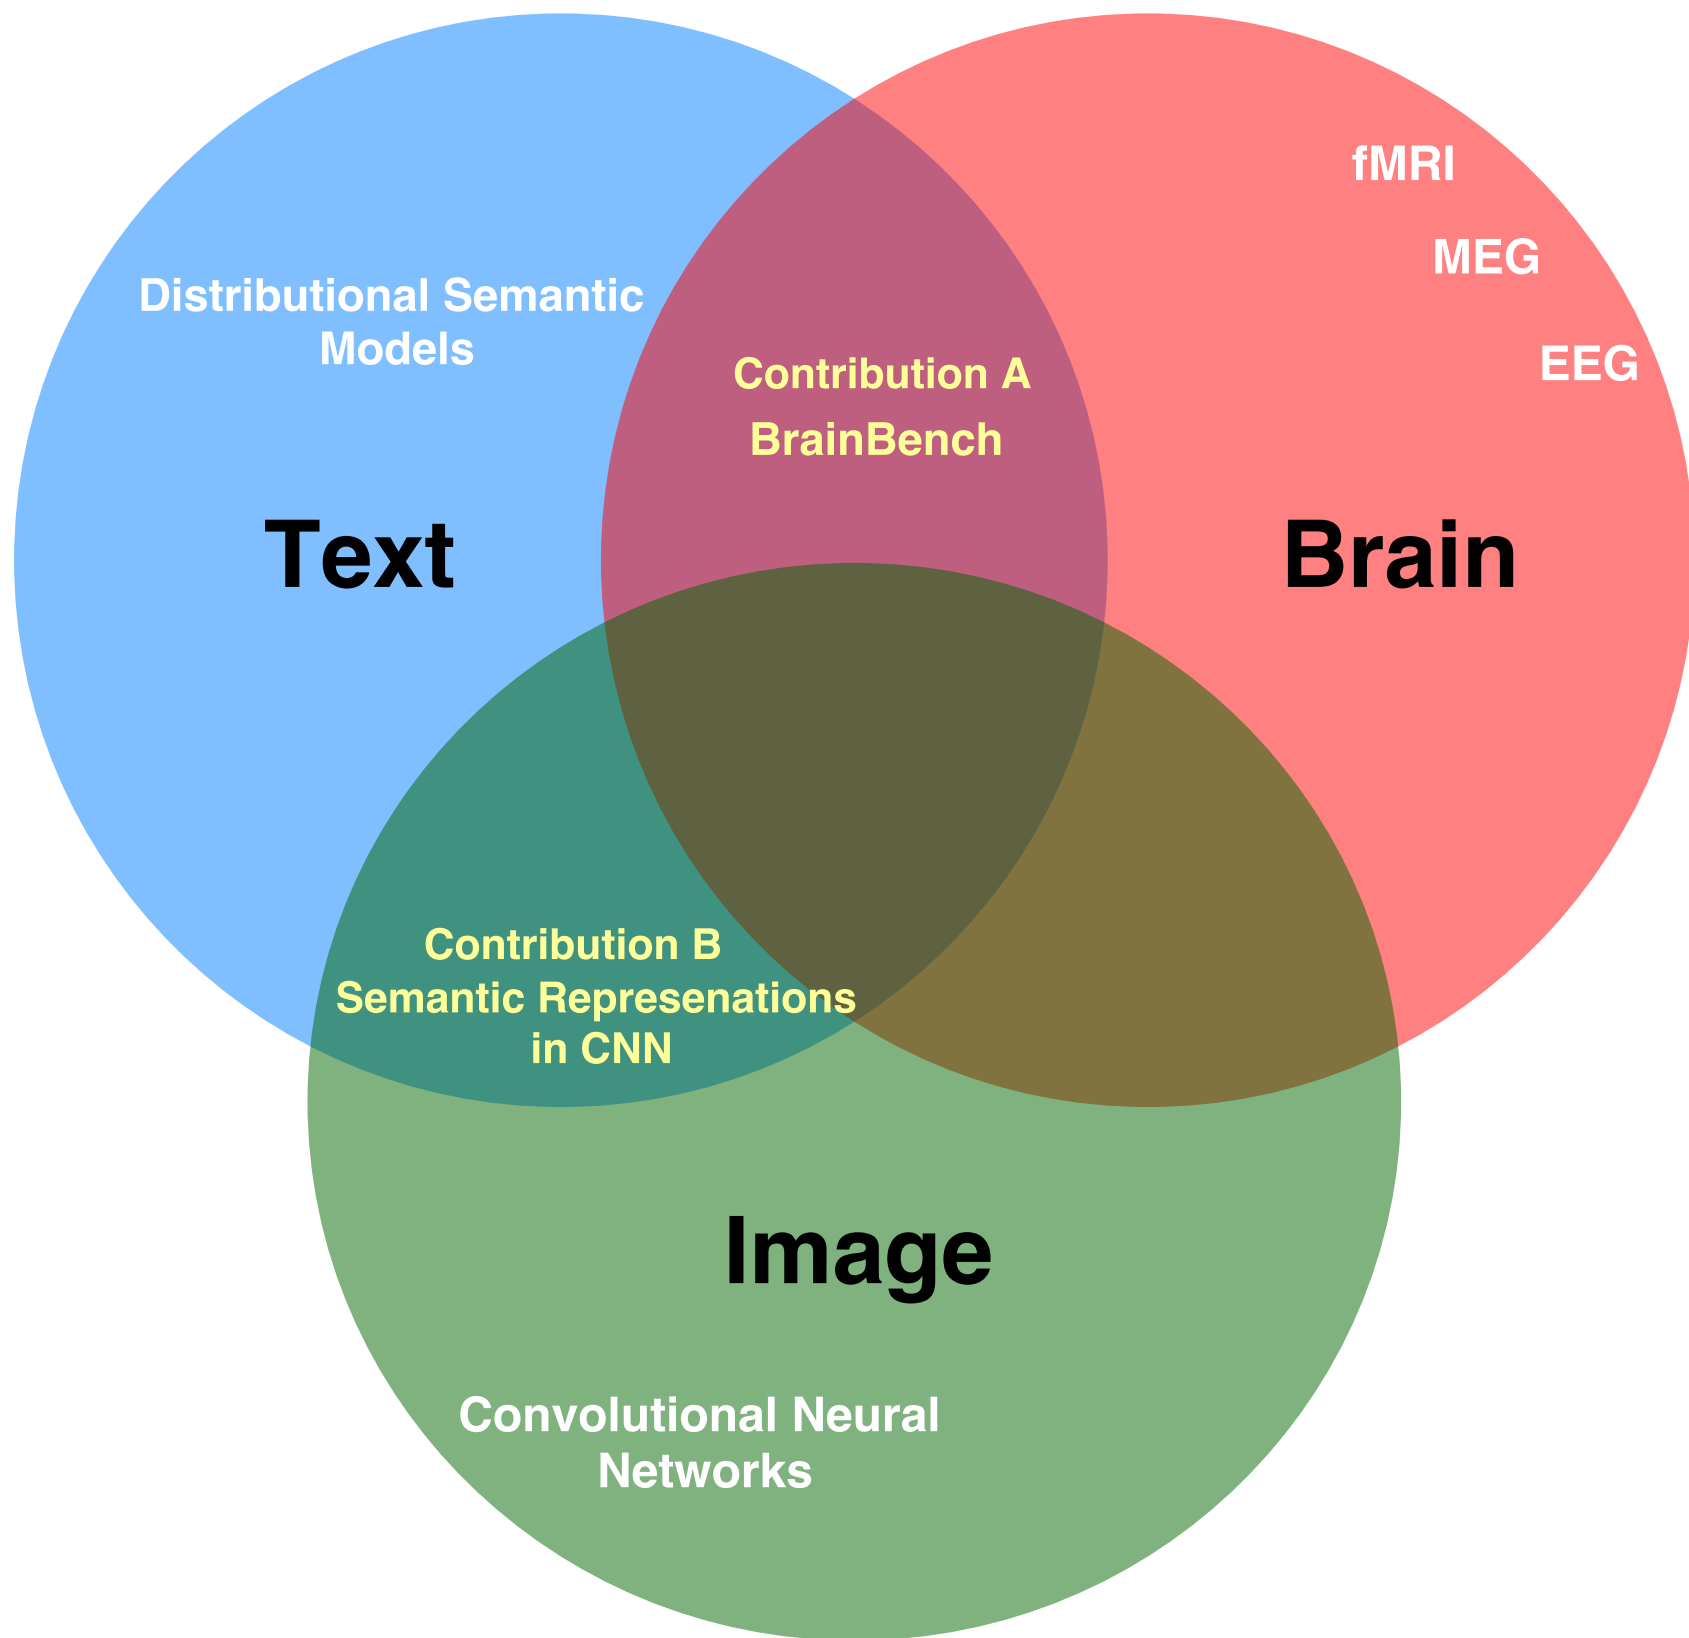 fMRI
MEG
Distributional Semantic
Models
EEG
Contribution A
BrainBench
Text
Brain
Contribution B
Semantic Represenations
in CNN
Image
Convolutional Neural
Networks